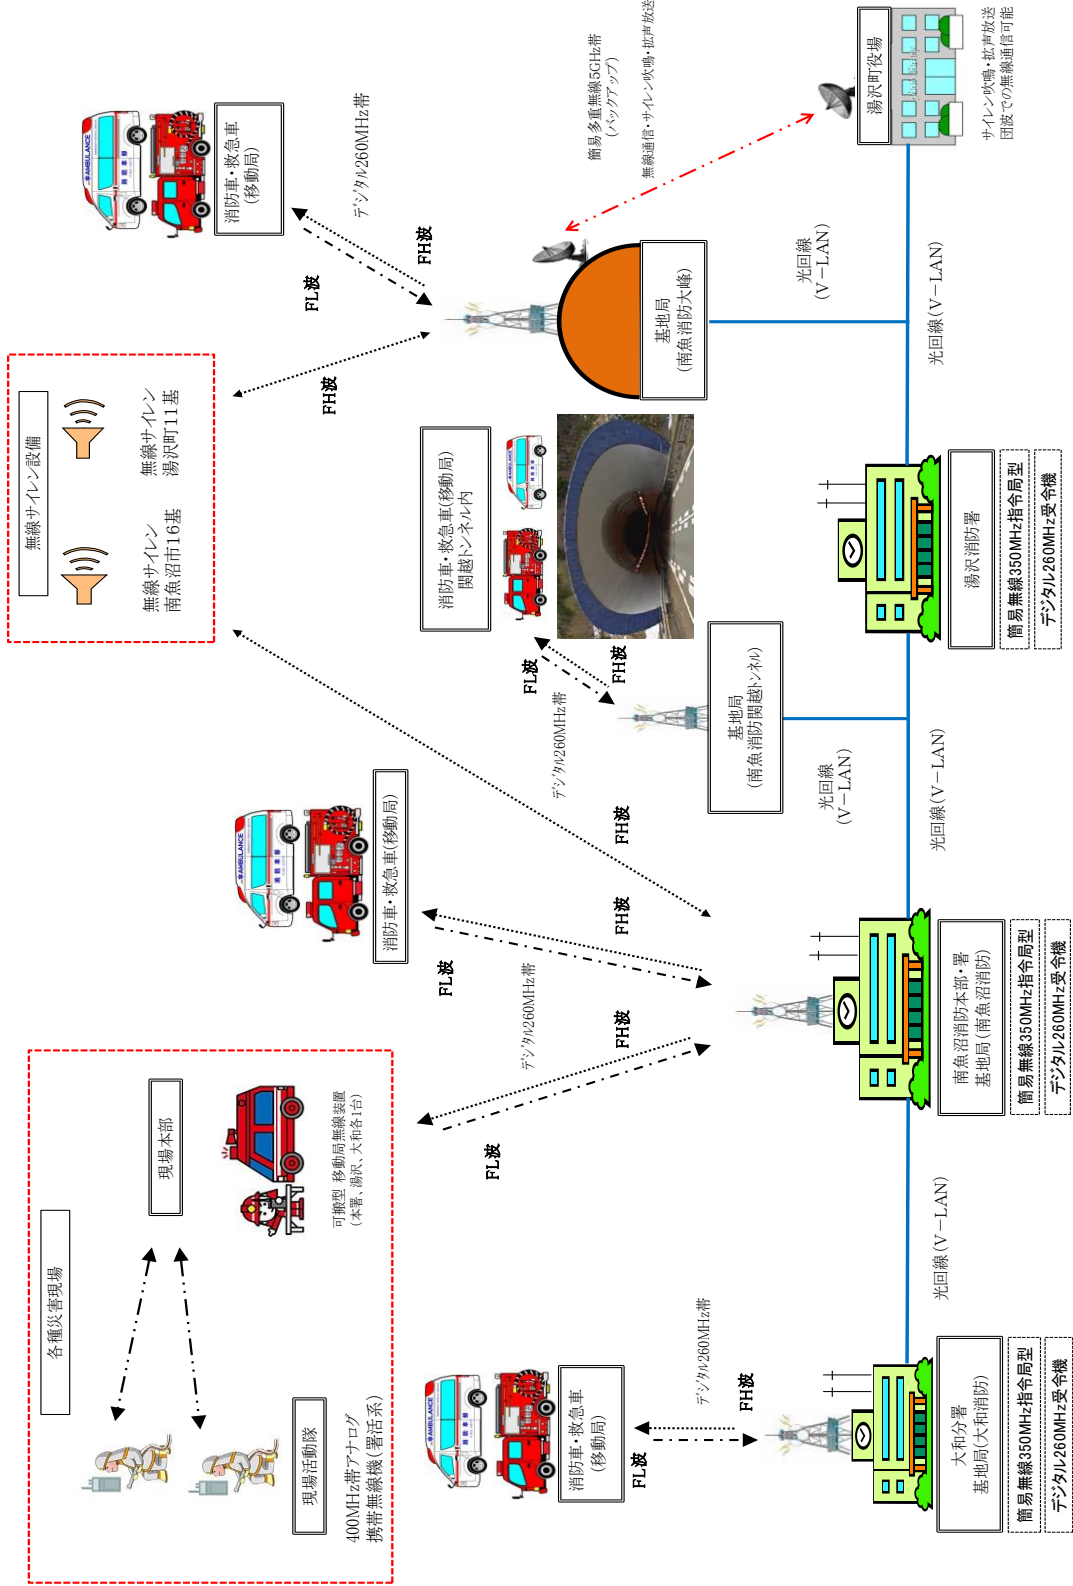 各種災害現場
現場本部
現場活動隊
400MHz帯アナログ
携帯無線機(署活系)
可搬型 移動局無線装置
(本署、湯沢、大和各1台)
無線サイレン設備
無線サイレン
南魚沼市16基
無線サイレン
湯沢町11基
AMBULANCE
消防本部
消防車・救急車
(移動局)
デジタル260MHz帯
FL波
FH波
AMBULANCE
消防本部
消防車・救急車(移動局)
デジタル260MHz帯
FL波
FH波
FL波
FH波
FH波
AMBULANCE
消防車・救急車(移動局)
関越トンネル内
FL波
FH波
デジタル260MHz帯
AMBULANCE
消防本部
消防車・救急車
(移動局)
デジタル260MHz帯
FL波
FH波
FH波
簡易多重無線5GHz帯
(バックアップ)
無線通信・サイレン吹鳴・拡声放送
基地局
(南魚消防関越トンネル)
基地局
(南魚消防大峰)
光回線
(V-LAN)
光回線
(V-LAN)
大和分署
基地局(大和消防)
簡易無線350MHz指令局型
デジタル260MHz受令機
光回線(V-LAN)
南魚沼消防本部・署
基地局(南魚沼消防)
簡易無線350MHz指令局型
デジタル260MHz受令機
光回線(V-LAN)
湯沢消防署
簡易無線350MHz指令局型
デジタル260MHz受令機
光回線(V-LAN)
湯沢町役場
サイレン吹鳴・拡声放送
団波での無線通信可能